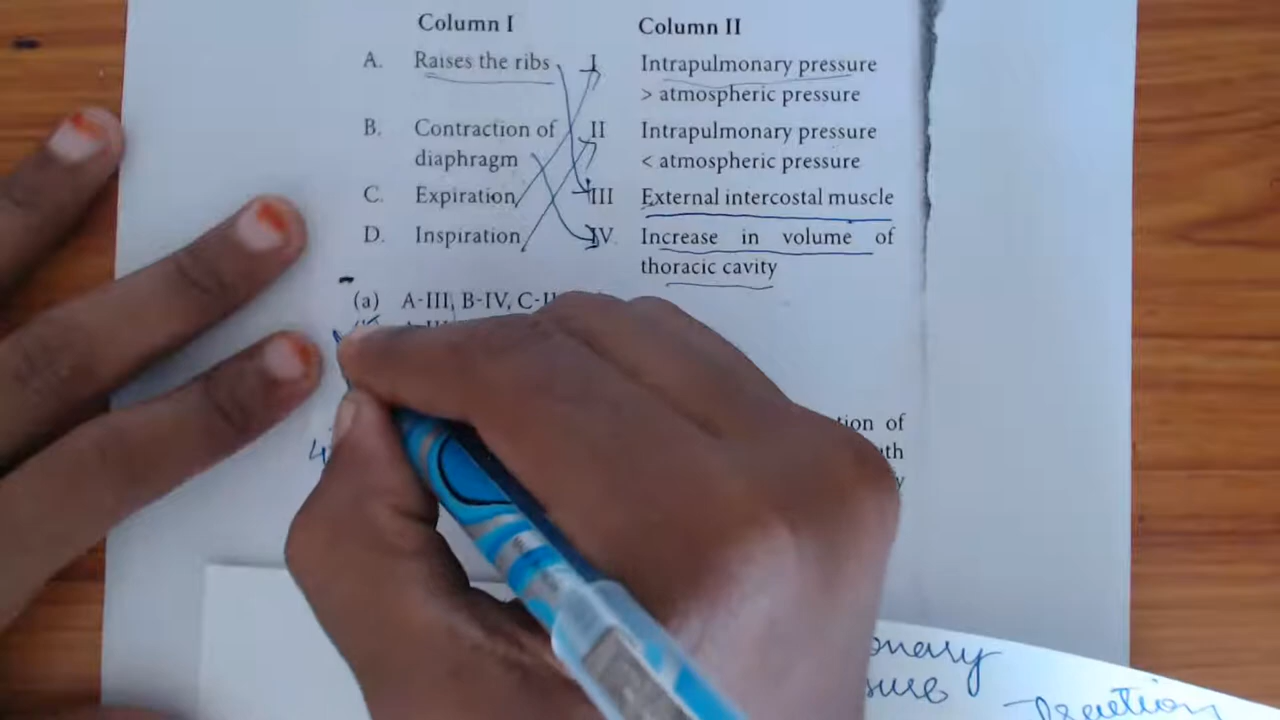 Column I Column II
A. Raises the ribs I Intrapulmonary pressure
> atmospheric pressure
B. Contraction of II Intrapulmonary pressure
diaphragm < atmospheric pressure
C. Expiration III External intercostal muscle
D. Inspiration IV. Increase in volume of
thoracic cavity
(a) A-III, B-IV,
of
4